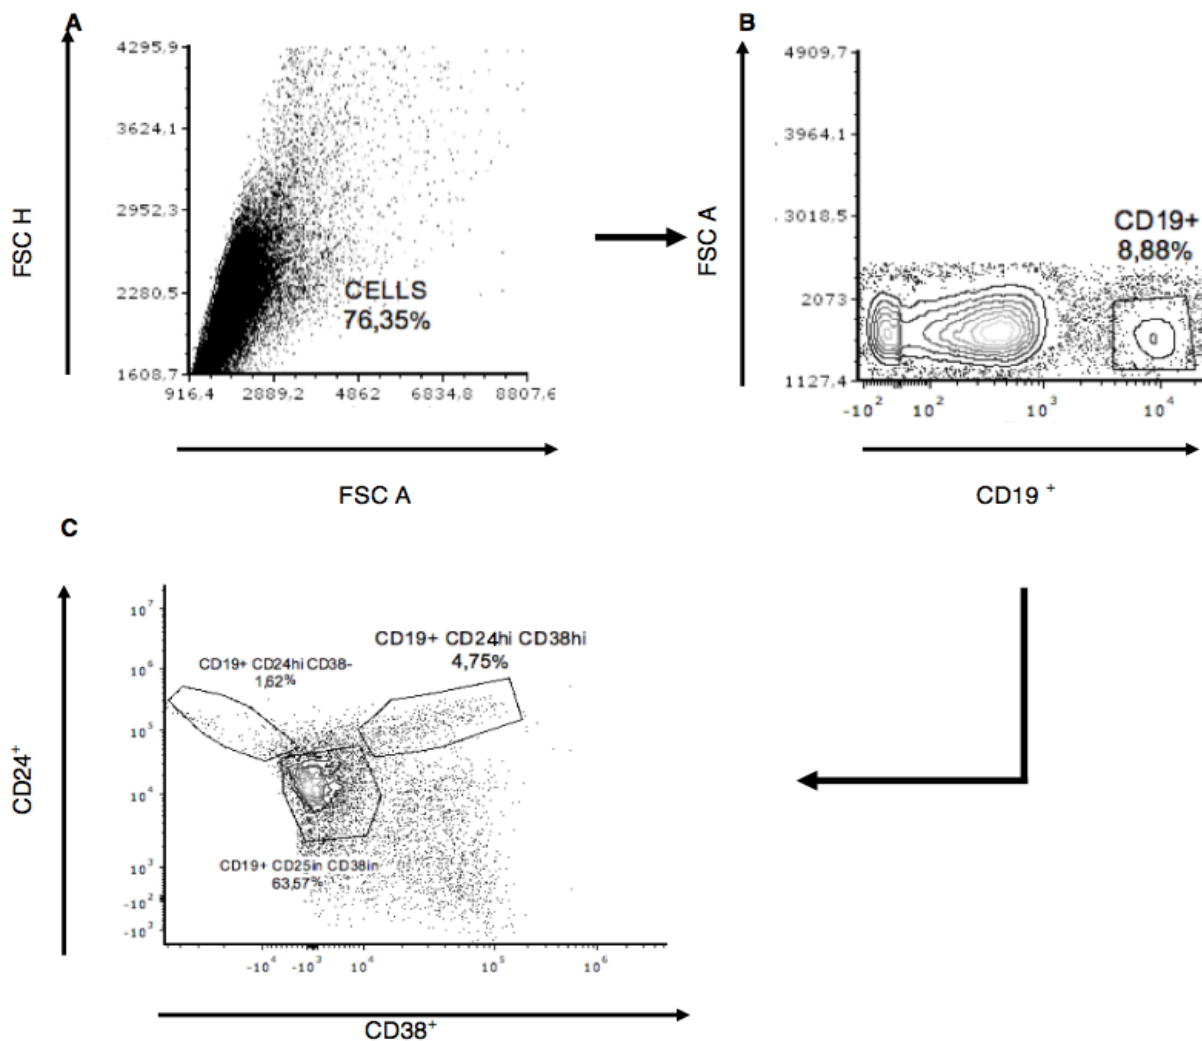 A
4295,9
3624,1
2952,3
2280,5
1608,7
FSC H
CELLS
76,35%
916,4 2889,2 4862 6834,8 8807,6
FSC A
B
4909,7
3964,1
3018,5
2073
1127,4
FSC A
CD19+
8,88%
-10² 10² 10³ 10⁴
CD19 ⁺
C
10⁷
10⁶
10⁵
10⁴
10³
-10²
-10³
CD24⁺
CD19+ CD24hi CD38hi
4,75%
CD19+ CD24hi CD38-
1,62%
CD19+ CD25in CD38in
63,57%
-10⁴ -10³ 10⁴ 10⁵ 10⁶
CD38⁺